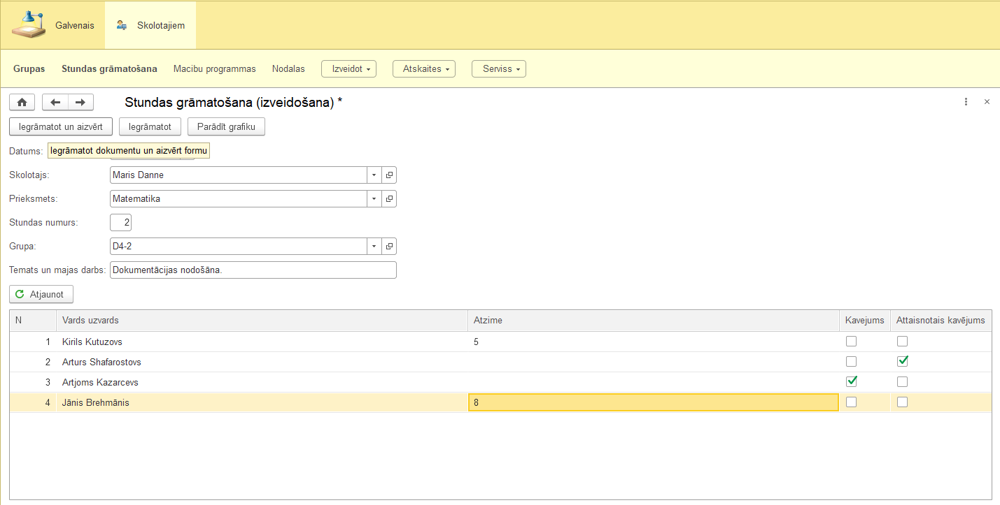 Galvenais Skolotajiem
Grupas Stundas grāmatošana Macibu programmas Nodalas Izveidot Atskaites Serviss
Stundas grāmatošana (izveidošana) *
Iegrāmatot un aizvērt Iegrāmatot Parādīt grafiku
Datums: Iegrāmatot dokumentu un aizvērt formu
Skolotajs: Maris Danne
Prieksmets: Matematika
Stundas numurs: 2
Grupa: D4-2
Temats un majas darbs: Dokumentācijas nodošāna.
Atjaunot
N Vards uzvards Atzime Kavejums Attaisnotais kavējums
1 Kirils Kutuzovs 5
2 Arturs Shafarostovs
3 Artjoms Kazarcevs
4 Jānis Brehmānis 8